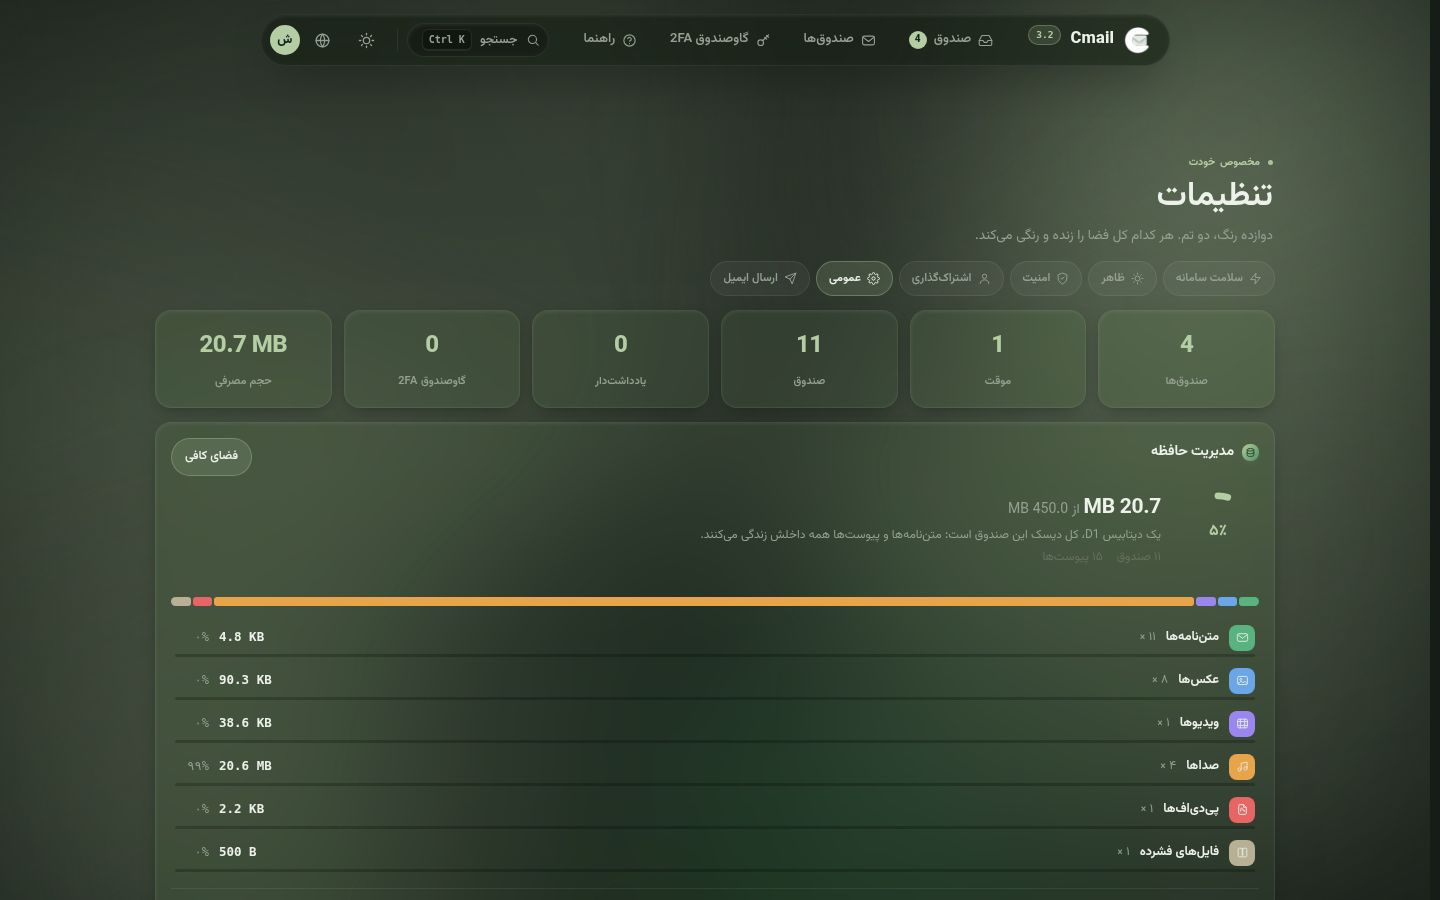 Cmail 3.2 صندوق 4 صندوق‌ها گاوصندوق 2FA راهنما جستجو Ctrl K ش
مخصوص خودت
تنظیمات
دوازده رنگ، دو تم. هر کدام کل فضا را زنده و رنگی می‌کند.
سلامت سامانه ظاهر امنیت اشتراک‌گذاری عمومی ارسال ایمیل
4 1 11 0 0 20.7 MB
صندوق‌ها موقت صندوق یادداشت‌دار گاوصندوق 2FA حجم مصرفی
مدیریت حافظه فضای کافی
20.7 MB از 450.0 MB
۵٪
یک دیتابیس D1، کل دیسک این صندوق است: متن‌نامه‌ها و پیوست‌ها همه داخلش زندگی می‌کنند.
۱۱ صندوق ۱۵ پیوست‌ها
متن‌نامه‌ها ۱۱ × 4.8 KB ۰%
عکس‌ها ۸ × 90.3 KB ۰%
ویدیوها ۱ × 38.6 KB ۰%
صداها ۴ × 20.6 MB ۹۹%
پی‌دی‌اف‌ها ۱ × 2.2 KB ۰%
فایل‌های فشرده ۱ × 500 B ۰%